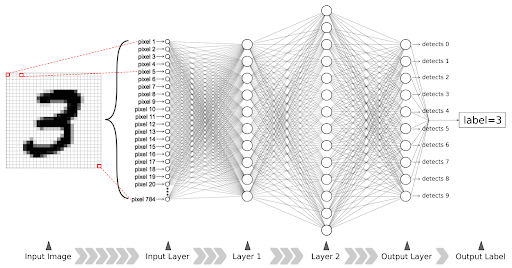 pixel 1
pixel 2
pixel 3
pixel 4
pixel 5
pixel 6
pixel 7
pixel 8
pixel 9
pixel 10
pixel 11
pixel 12
pixel 13
pixel 14
pixel 15
pixel 16
pixel 17
pixel 18
pixel 19
pixel 20
pixel 784
3
detects 0
detects 1
detects 2
detects 3
detects 4
detects 5
detects 6
detects 7
detects 8
detects 9
label=3
Input Image
Input Layer
Layer 1
Layer 2
Output Layer
Output Label